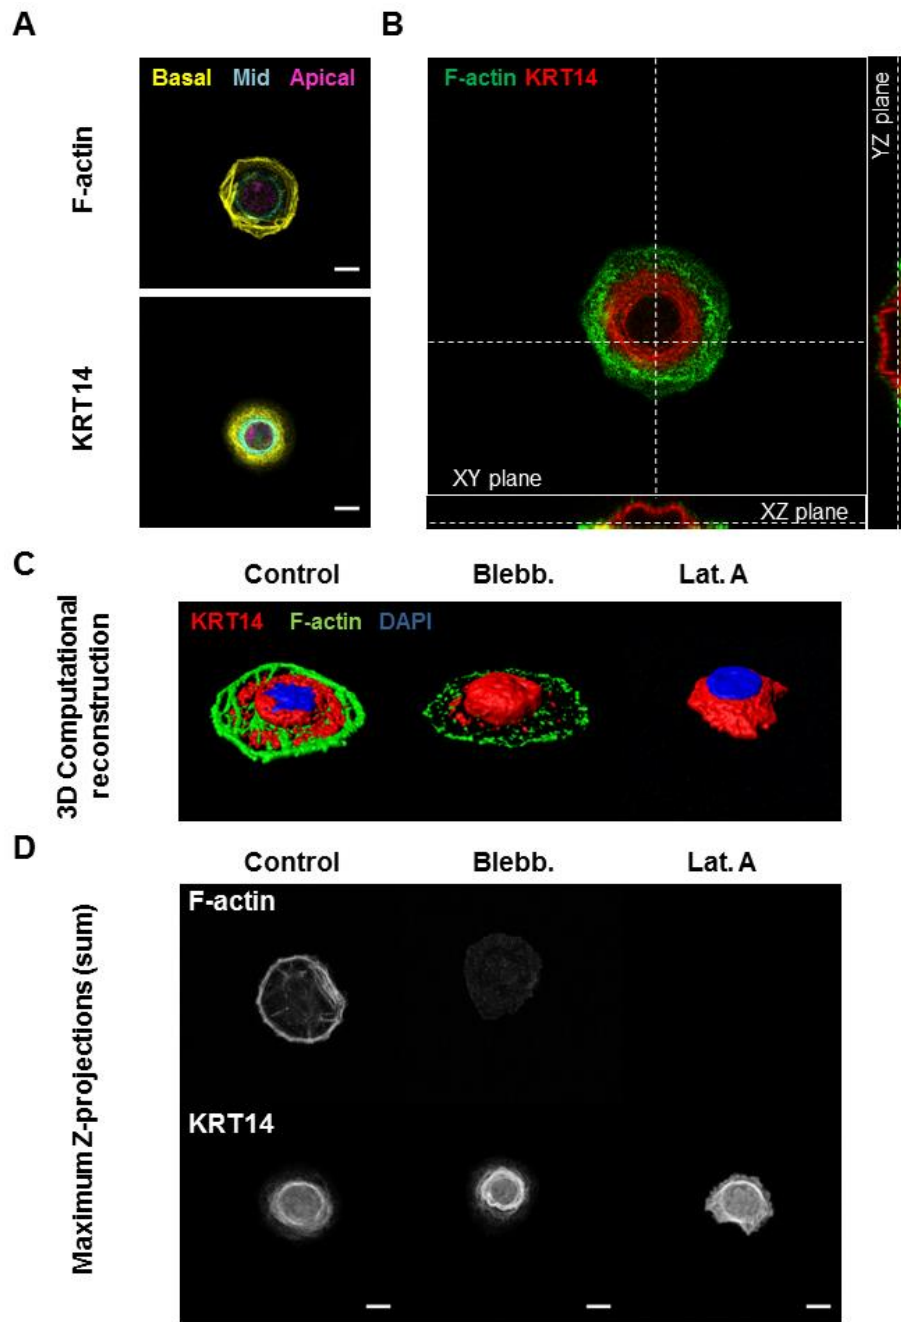 A
B
Basal Mid Apical
F-actin
F-actin KRT14
YZ plane
KRT14
XY plane
XZ plane
C
Control Blebb. Lat. A
3D Computational
reconstruction
KRT14 F-actin DAPI
D
Control Blebb. Lat. A
Maximum Z-projections (sum)
F-actin
KRT14